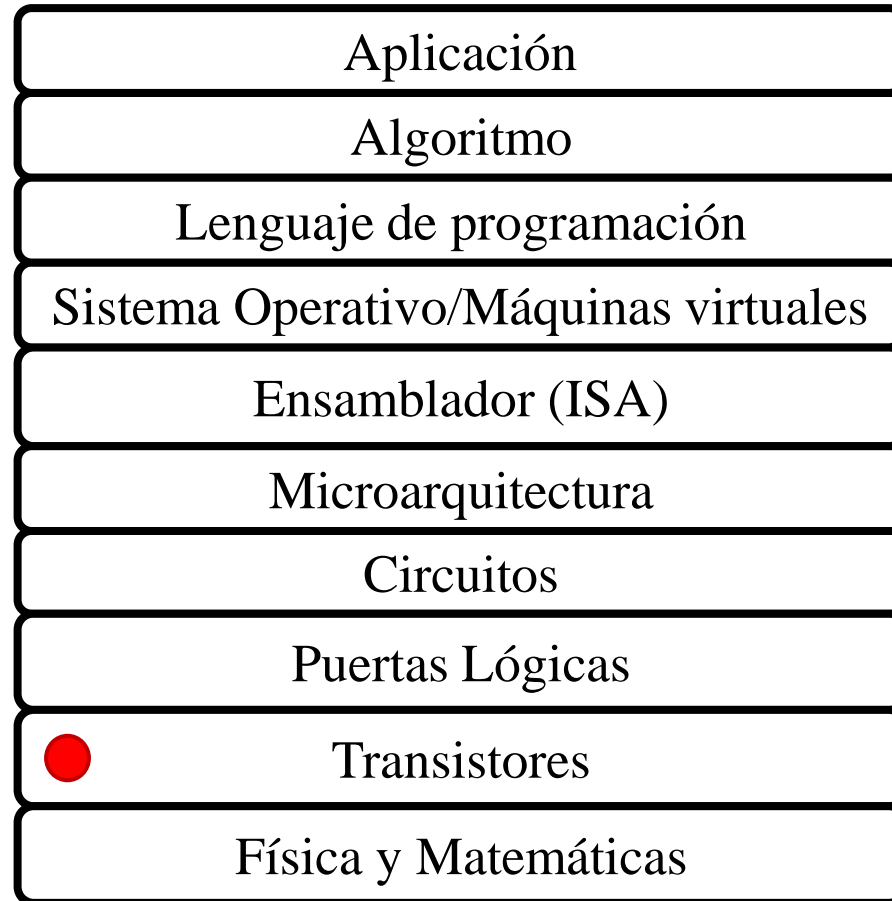 Aplicación
Algoritmo
Lenguaje de programación
Sistema Operativo/Máquinas virtuales
Ensamblador (ISA)
Microarquitectura
Circuitos
Puertas Lógicas
Transistores
Física y Matemáticas